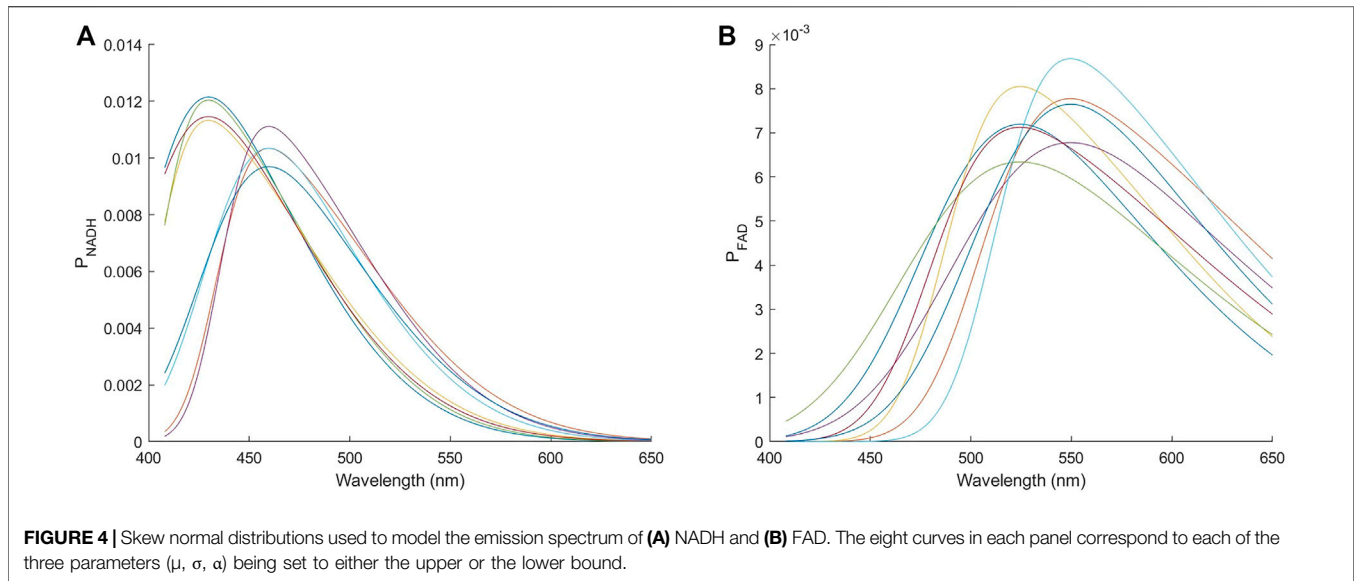 A
0.014
0.012
0.01
0.008
0.006
0.004
0.002
0
P_NADH
400 450 500 550 600 650
Wavelength (nm)
B
×10^-3
9
8
7
6
5
4
3
2
1
0
P_FAD
400 450 500 550 600 650
Wavelength (nm)
FIGURE 4 | Skew normal distributions used to model the emission spectrum of (A) NADH and (B) FAD. The eight curves in each panel correspond to each of the
three parameters (μ, σ, α) being set to either the upper or the lower bound.